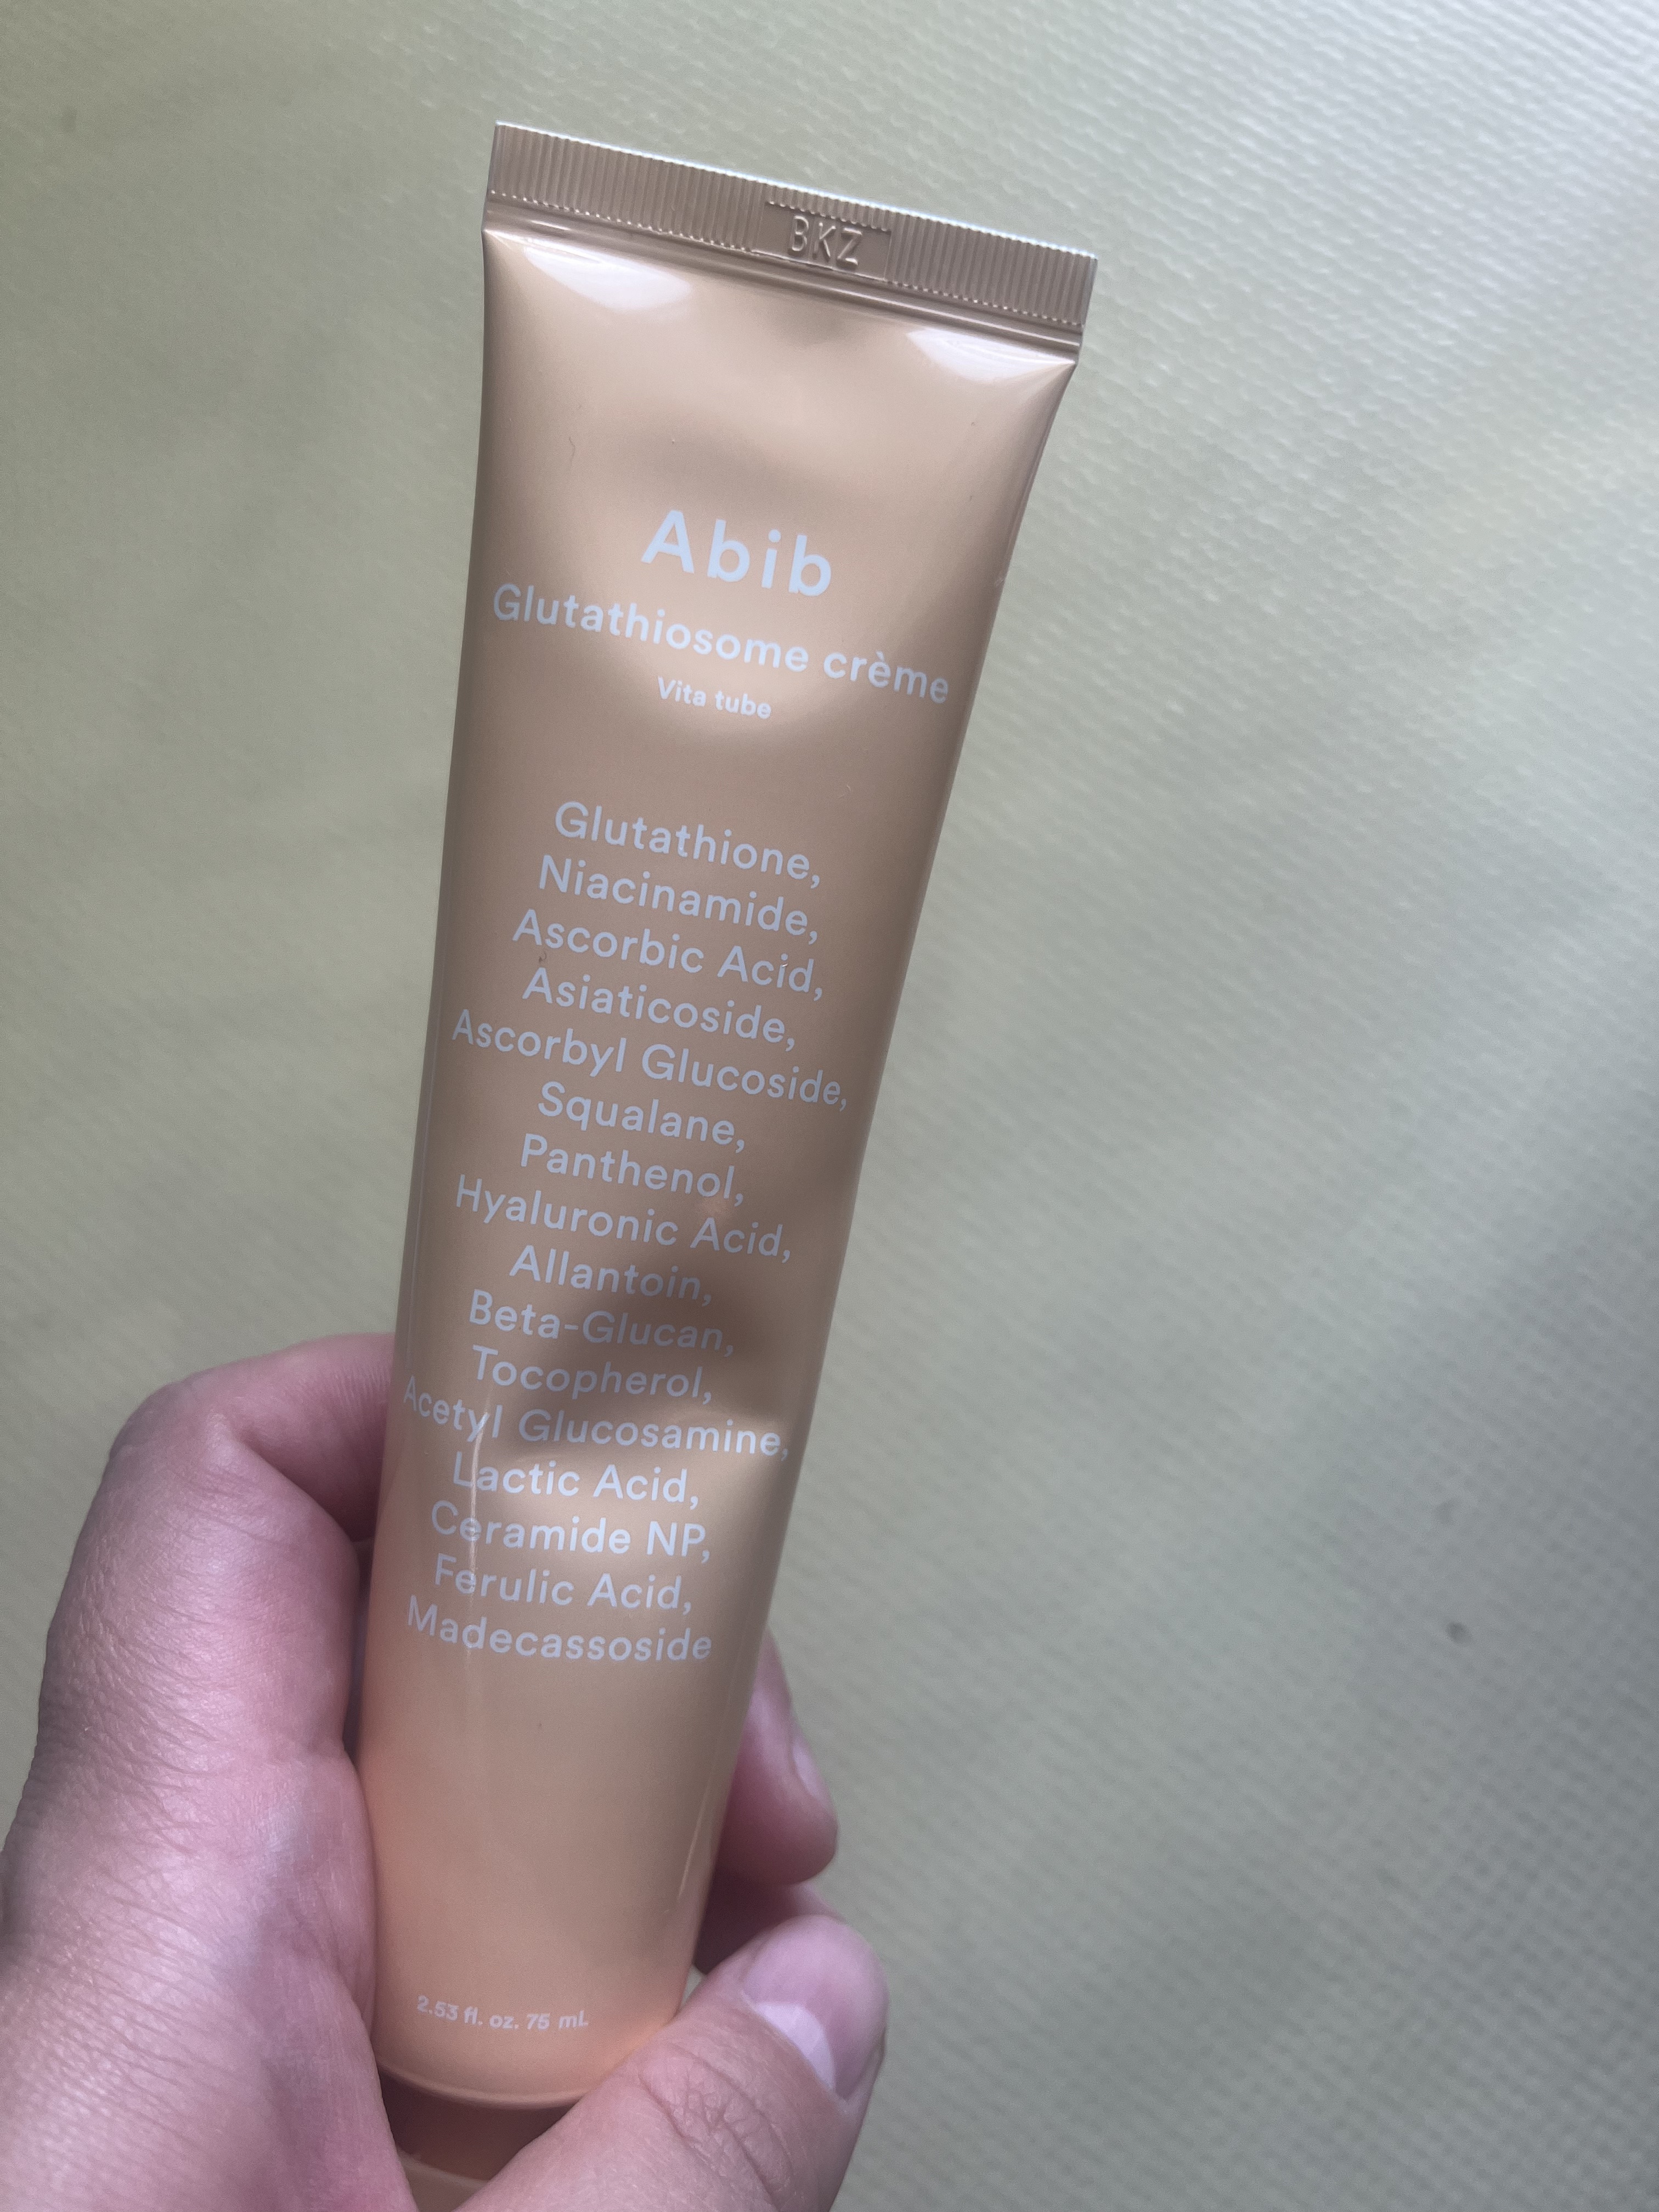 BKZ
Abib
Glutathiosome crème
Vita tube
Glutathione,
Niacinamide,
Ascorbic Acid,
Asiaticoside,
Ascorbyl Glucoside,
Squalane,
Panthenol,
Hyaluronic Acid,
Allantoin,
Beta-Glucan,
Tocopherol,
Acetyl Glucosamine,
Lactic Acid,
Ceramide NP,
Ferulic Acid,
Madecassoside
2.53 fl. oz. 75 mL